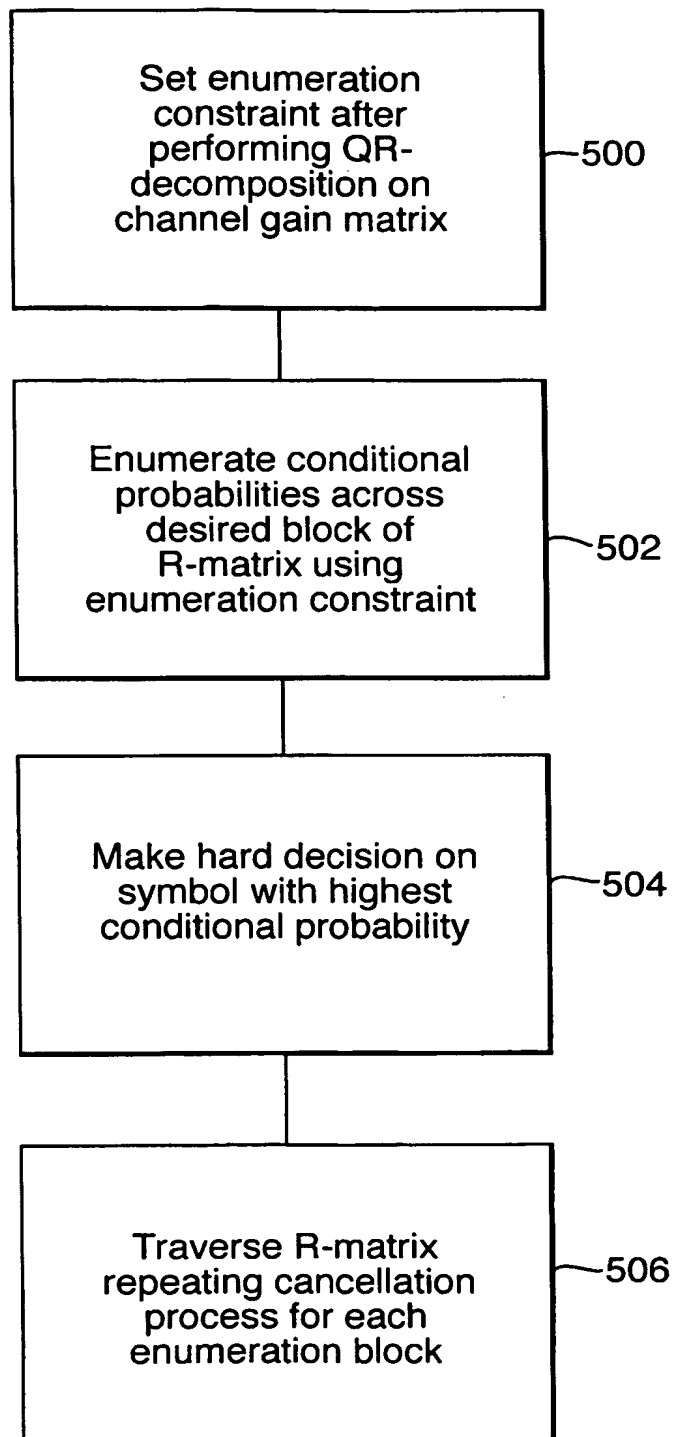 Set enumeration
constraint after
performing QR-
decomposition on
channel gain matrix
500
Enumerate conditional
probabilities across
desired block of
R-matrix using
enumeration constraint
502
Make hard decision on
symbol with highest
conditional probability
504
Traverse R-matrix
repeating cancellation
process for each
enumeration block
506